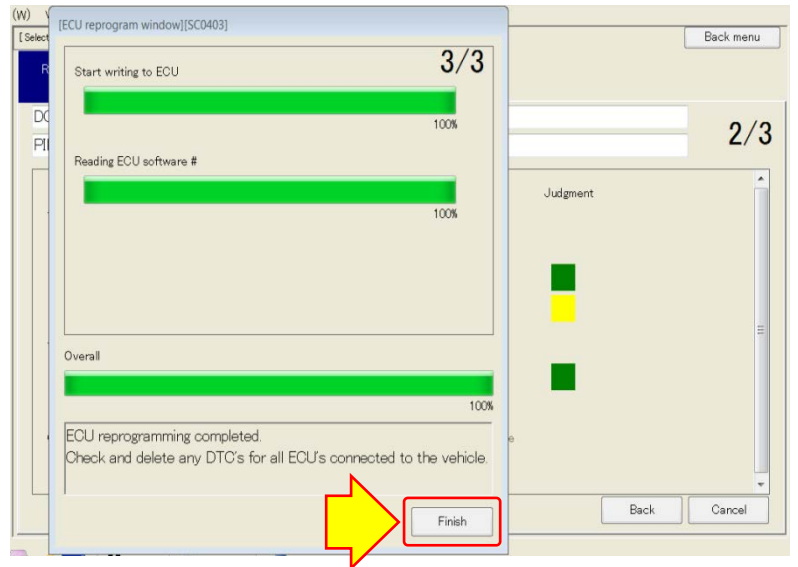 (W)
[ECU reprogram window][SC0403]
[Select
Back menu
3/3
Start writing to ECU
100%
2/3
Reading ECU software #
Judgment
100%
Overall
100%
ECU reprogramming completed.
Check and delete any DTC's for all ECU's connected to the vehicle.
Finish
Back
Cancel